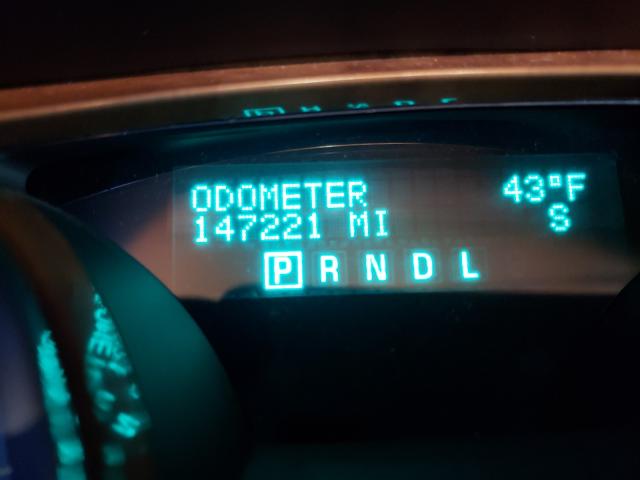 ODOMETER 43°F
147221 MI S
P R N D L